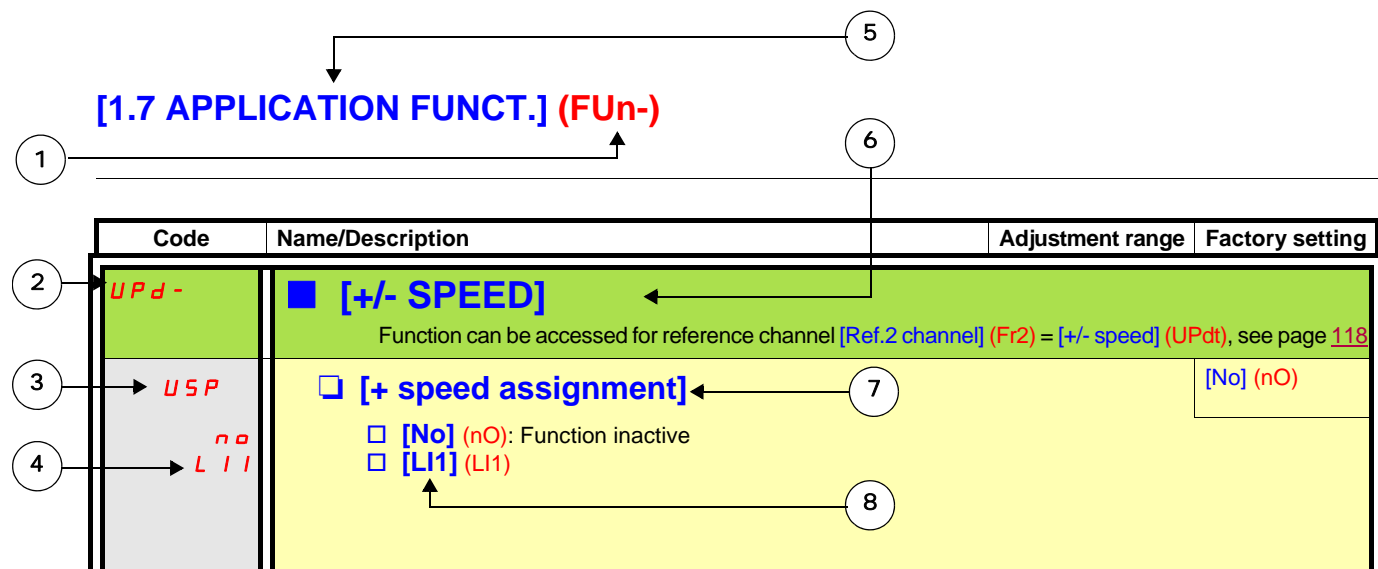 5
[1.7 APPLICATION FUNCT.] (FUn-)
1
6
Code Name/Description Adjustment range Factory setting
2
UPd-
[+/- SPEED]
Function can be accessed for reference channel [Ref.2 channel] (Fr2) = [+/- speed] (UPdt), see page 118
3
USP
[+ speed assignment]
7
[No] (nO)
nO
[No] (nO): Function inactive
4
LI1
[LI1] (LI1)
8